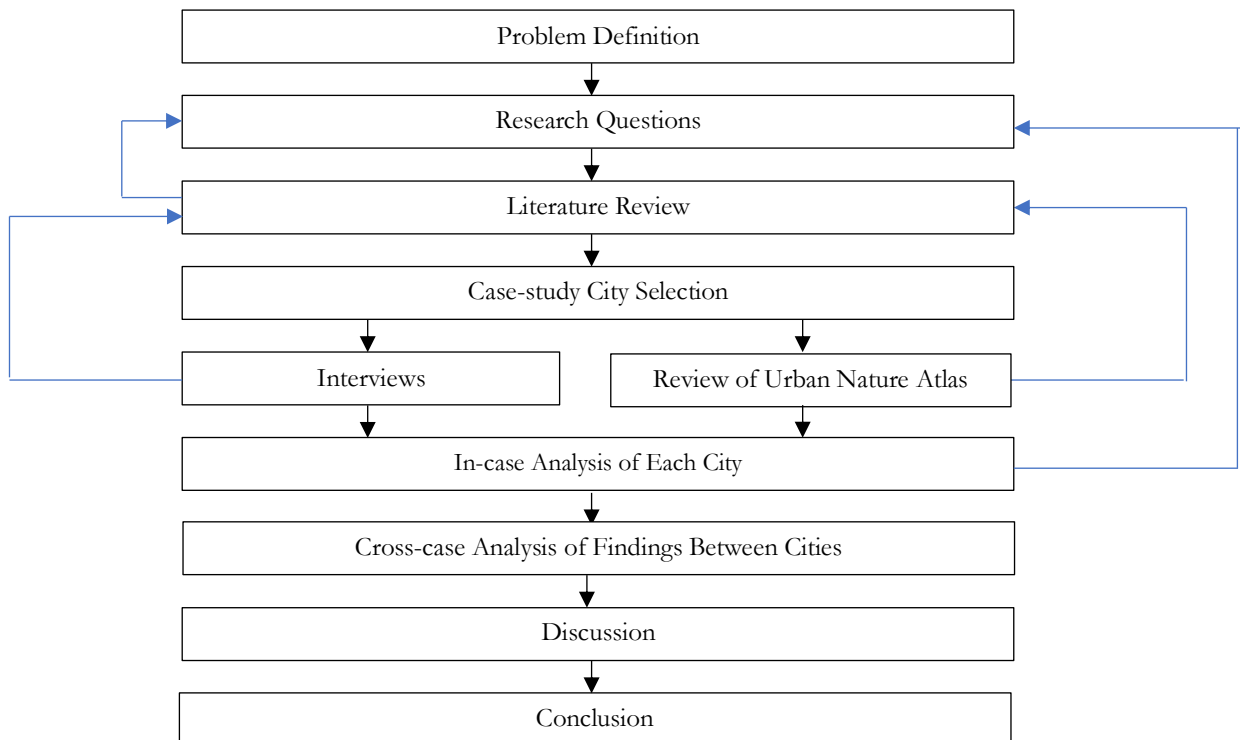 Problem Definition
Research Questions
Literature Review
Case-study City Selection
Interviews
Review of Urban Nature Atlas
In-case Analysis of Each City
Cross-case Analysis of Findings Between Cities
Discussion
Conclusion